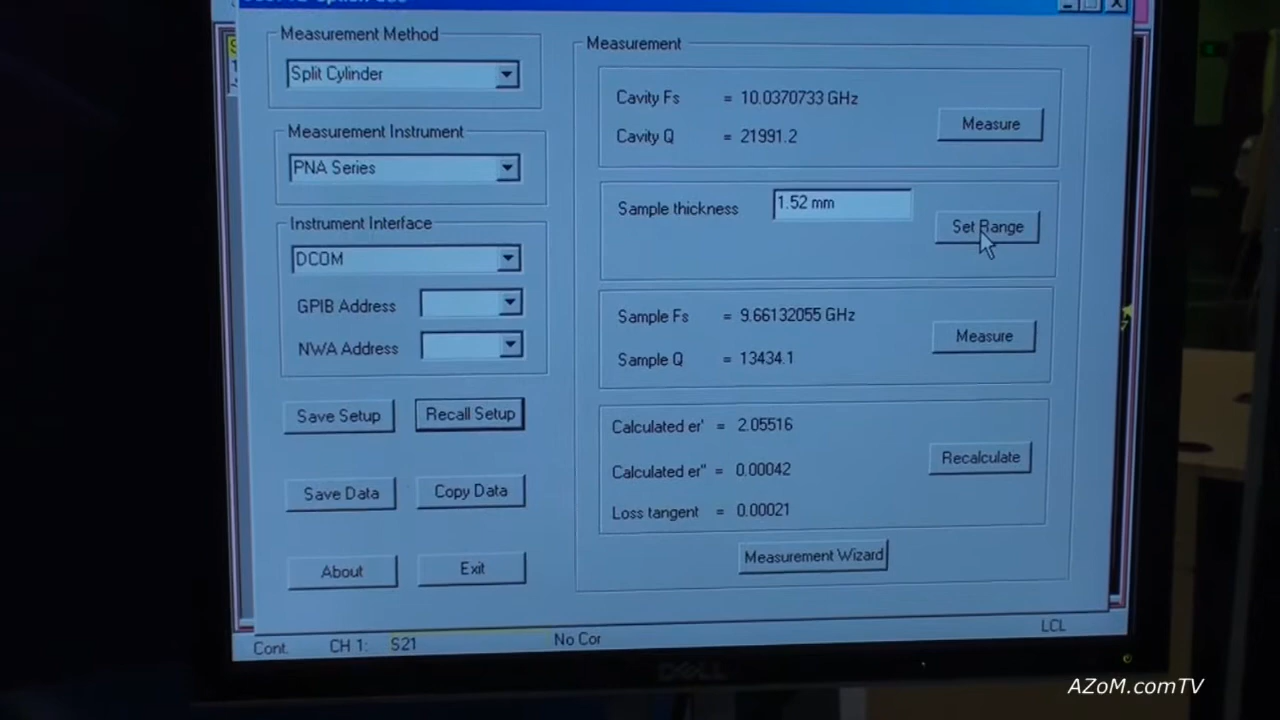 Measurement Method
Split Cylinder
Measurement Instrument
PNA Series
Instrument Interface
DCOM
GPIB Address
NWA Address
Save Setup
Recall Setup
Save Data
Copy Data
About
Exit
Measurement
Cavity Fs = 10.0370733 GHz
Measure
Cavity Q = 21991.2
Sample thickness 1.52 mm
Set Range
Sample Fs = 9.66132055 GHz
Measure
Sample Q = 13434.1
Calculated er' = 2.05516
Recalculate
Calculated er" = 0.00042
Loss tangent = 0.00021
Measurement Wizard
Cont. CH 1: S21 No Cor LCL
DELL
AZoM.comTV